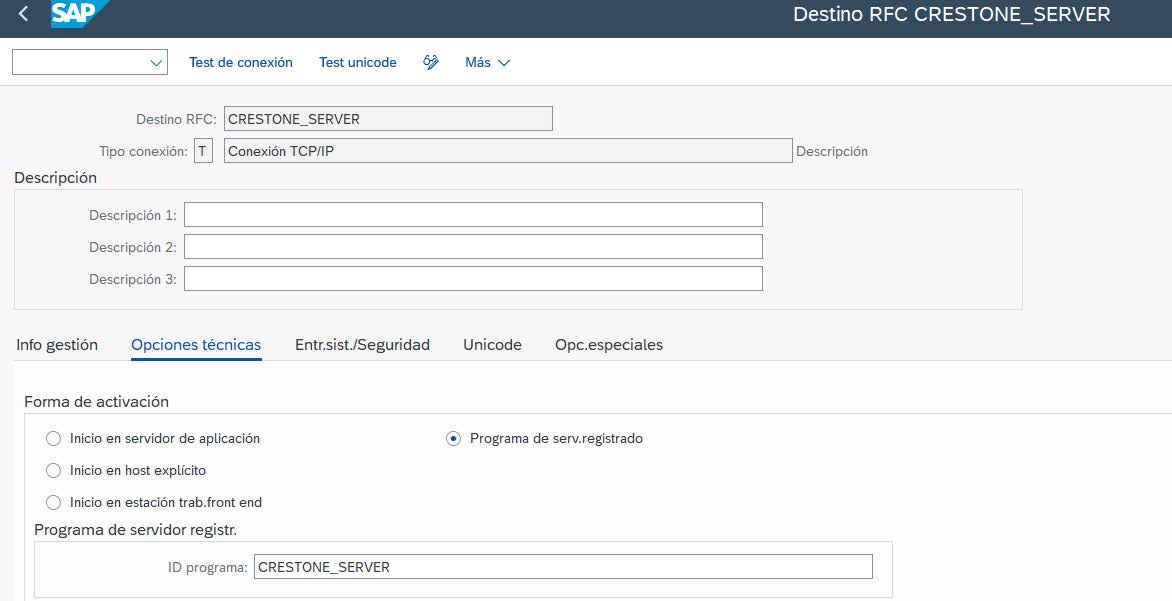 SAP Destino RFC CRESTONE_SERVER
Test de conexión Test unicode Más
Destino RFC: CRESTONE_SERVER
Tipo conexión: T Conexión TCP/IP Descripción
Descripción
Descripción 1:
Descripción 2:
Descripción 3:
Info gestión Opciones técnicas Entr.sist./Seguridad Unicode Opc.especiales
Forma de activación
Inicio en servidor de aplicación Programa de serv.registrado
Inicio en host explícito
Inicio en estación trab.front end
Programa de servidor registr.
ID programa: CRESTONE_SERVER